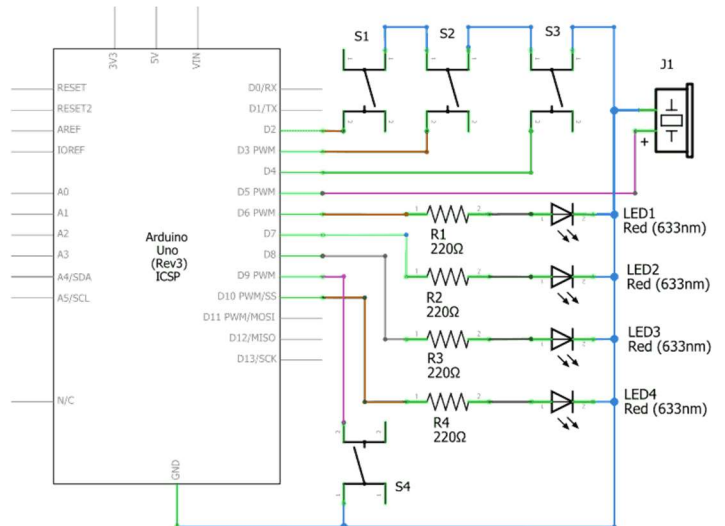 3V3
5V
VIN
S1
S2
S3
J1
RESET
RESET2
AREF
IOREF
A0
A1
A2
A3
A4/SDA
A5/SCL
N/C
GND
Arduino
Uno
(Rev3)
ICSP
D0/RX
D1/TX
D2
D3 PWM
D4
D5 PWM
D6 PWM
D7
D8
D9 PWM
D10 PWM/SS
D11 PWM/MOSI
D12/MISO
D13/SCK
+
R1
220Ω
R2
220Ω
R3
220Ω
R4
220Ω
LED1
Red (633nm)
LED2
Red (633nm)
LED3
Red (633nm)
LED4
Red (633nm)
S4